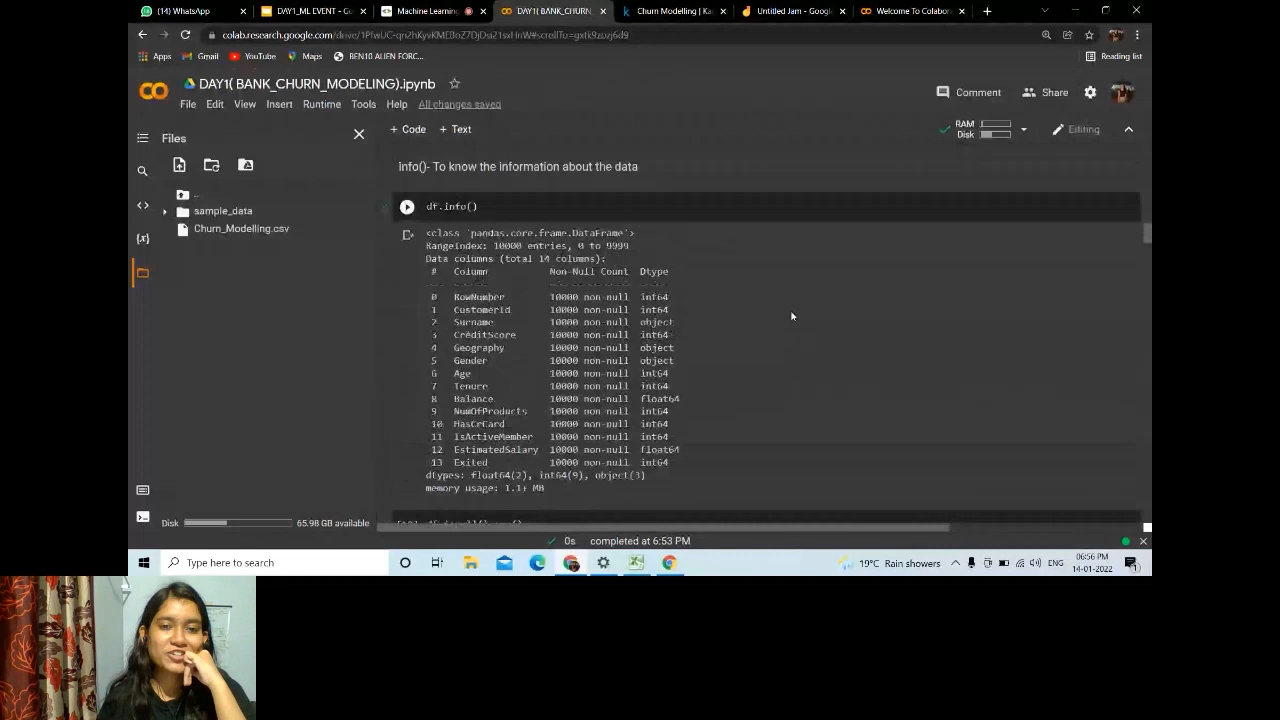 (14) WhatsApp
DAY1_ML EVENT - G
Machine Learning
DAY1( BANK_CHURN
Churn Modelling | Ka
Untitled Jam - Google
Welcome To Colabor
Apps
Gmail
YouTube
Maps
BEN10 ALIEN FORC...
Reading list
DAY1( BANK_CHURN_MODELING).ipynb
File Edit View Insert Runtime Tools Help All changes saved
Comment
Share
RAM
Disk
Editing
Files
+ Code + Text
..
sample_data
Churn_Modelling.csv
info()- To know the information about the data
df.info()
<class 'pandas.core.frame.DataFrame'>
RangeIndex: 10000 entries, 0 to 9999
Data columns (total 14 columns):
# Column Non-Null Count Dtype
0 RowNumber 10000 non-null int64
1 CustomerId 10000 non-null int64
2 Surname 10000 non-null object
3 CreditScore 10000 non-null int64
4 Geography 10000 non-null object
5 Gender 10000 non-null object
6 Age 10000 non-null int64
7 Tenure 10000 non-null int64
8 Balance 10000 non-null float64
9 NumOfProducts 10000 non-null int64
10 HasCrCard 10000 non-null int64
11 IsActiveMember 10000 non-null int64
12 EstimatedSalary 10000 non-null float64
13 Exited 10000 non-null int64
dtypes: float64(2), int64(9), object(3)
memory usage: 1.1+ MB
Disk
65.98 GB available
0s completed at 6:53 PM
Type here to search
19°C Rain showers
ENG
06:56 PM
14-01-2022